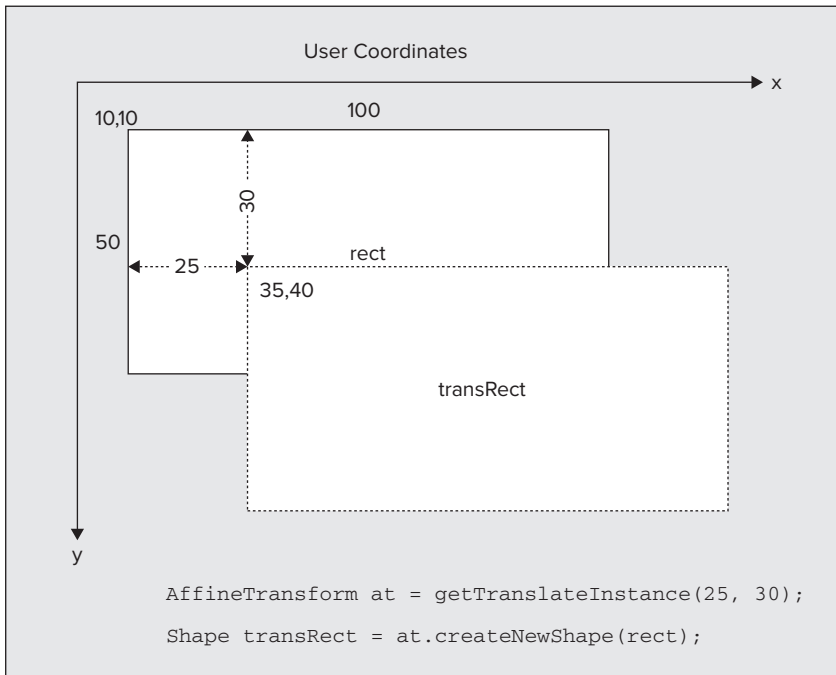 User Coordinates
x
10,10
100
30
50
25
rect
35,40
transRect
y
AffineTransform at = getTranslateInstance(25, 30);
Shape transRect = at.createNewShape(rect);